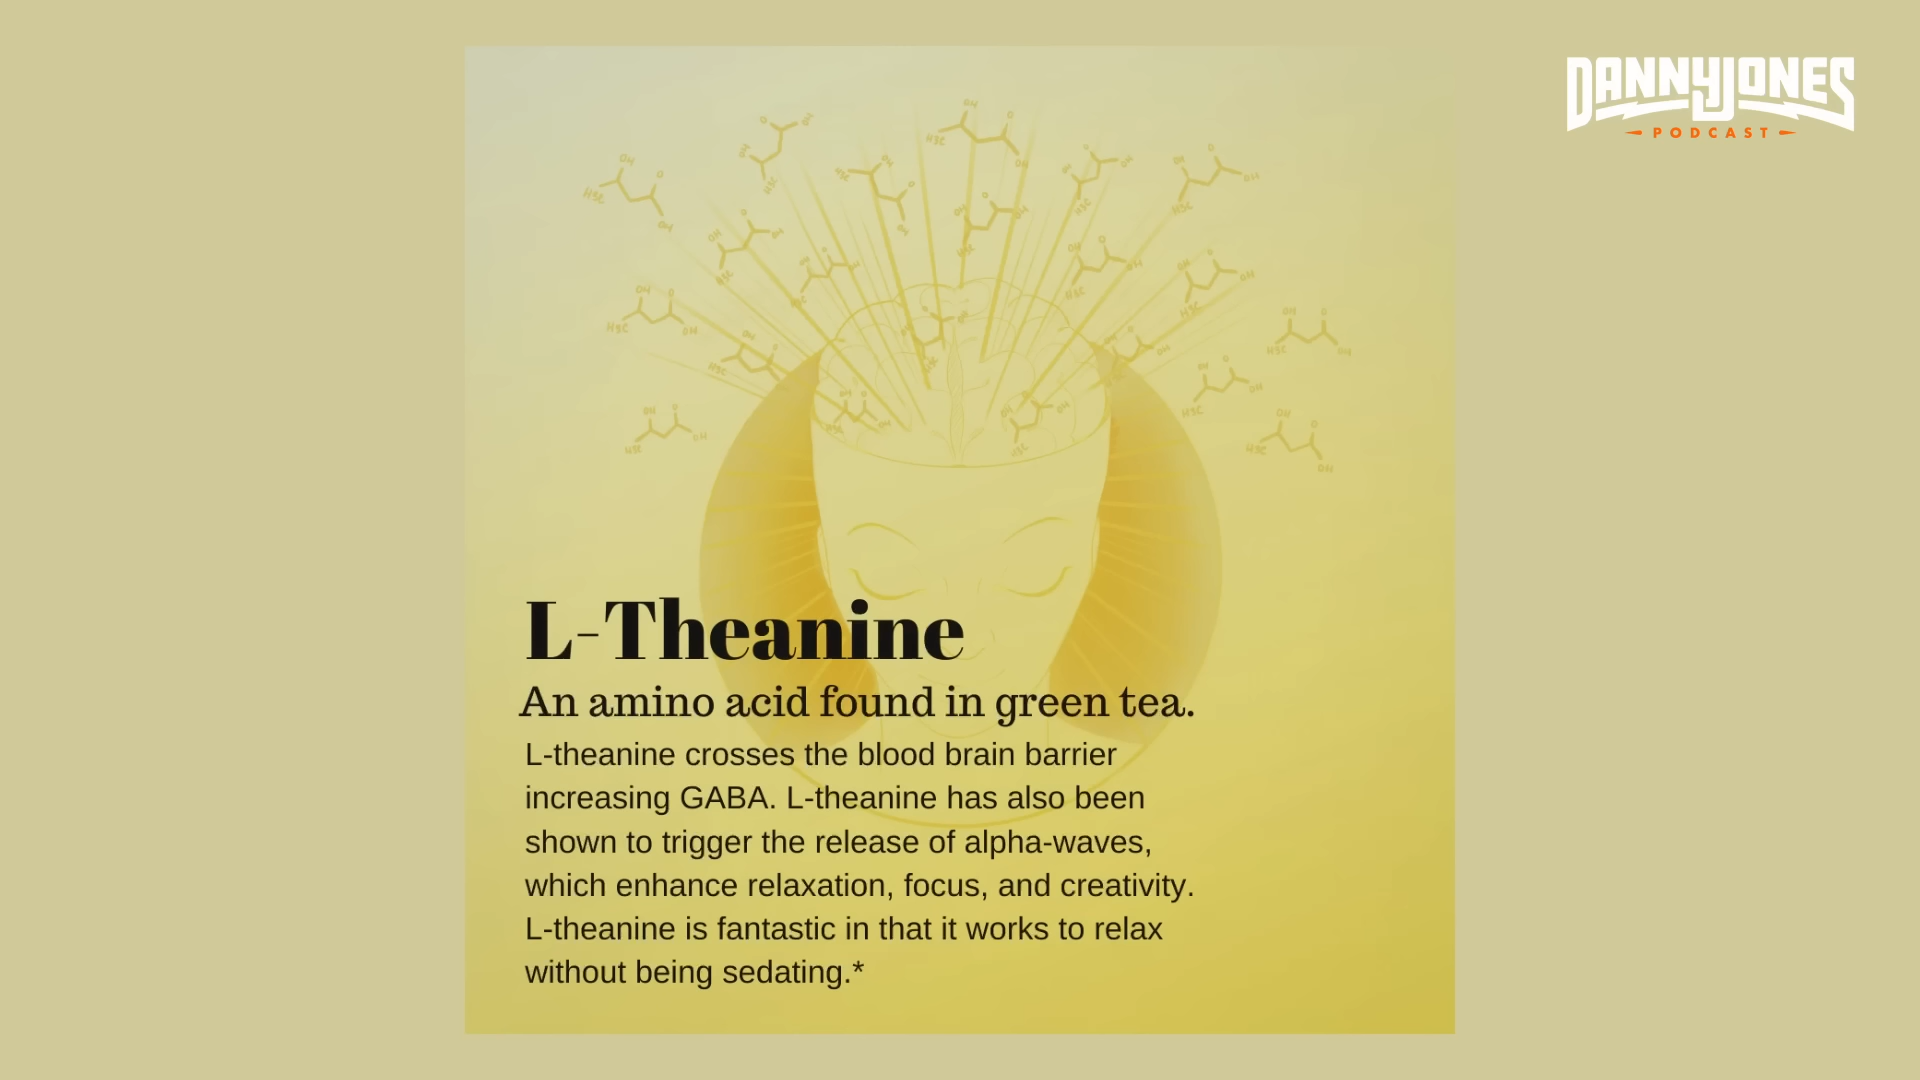 DANNY JONES
PODCAST
L-Theanine
An amino acid found in green tea.
L-theanine crosses the blood brain barrier
increasing GABA. L-theanine has also been
shown to trigger the release of alpha-waves,
which enhance relaxation, focus, and creativity.
L-theanine is fantastic in that it works to relax
without being sedating.*